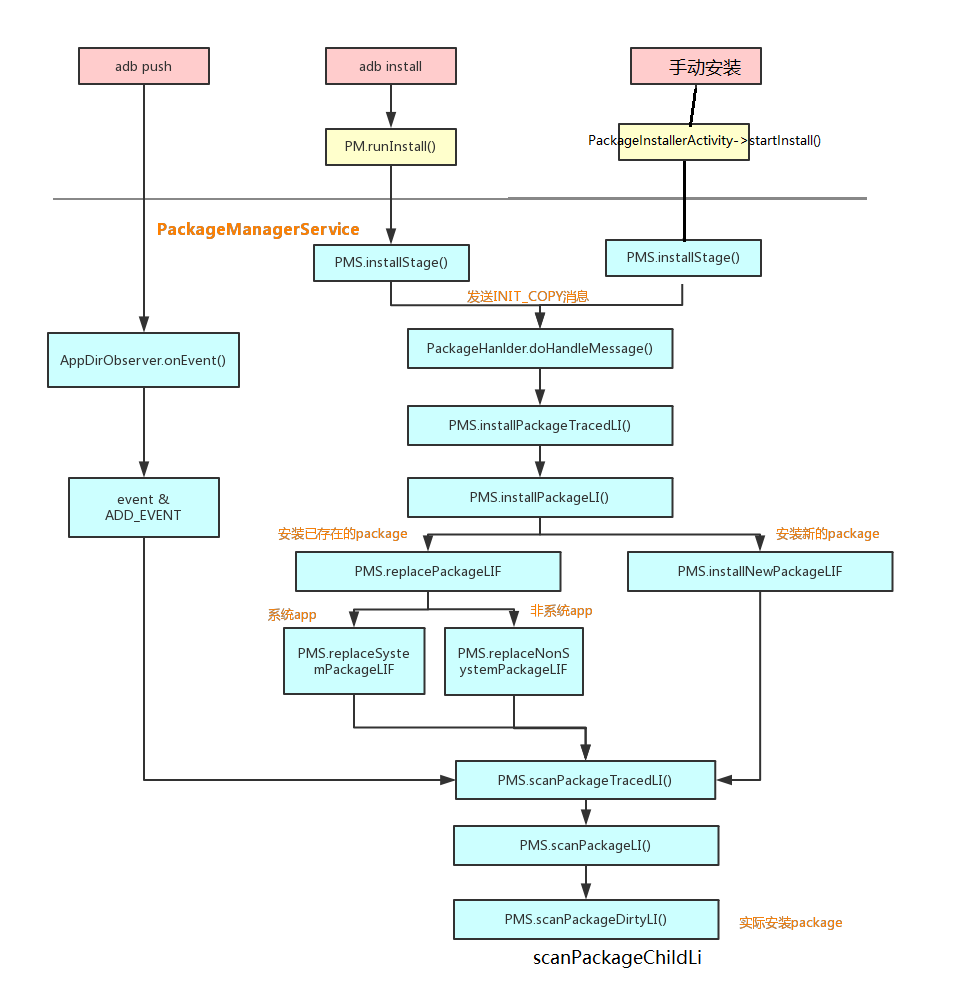 adb push
adb install
手动安装
PM.runInstall()
PackageInstallerActivity->startInstall()
PackageManagerService
PMS.installStage()
PMS.installStage()
发送INIT_COPY消息
AppDirObserver.onEvent()
PackageHanlder.doHandleMessage()
PMS.installPackageTracedLI()
event &
ADD_EVENT
PMS.installPackageLI()
安装已存在的package
安装新的package
PMS.replacePackageLIF
PMS.installNewPackageLIF
系统app
非系统app
PMS.replaceSyste
mPackageLIF
PMS.replaceNonS
ystemPackageLIF
PMS.scanPackageTracedLI()
PMS.scanPackageLI()
PMS.scanPackageDirtyLI()
实际安装package
scanPackageChildLi